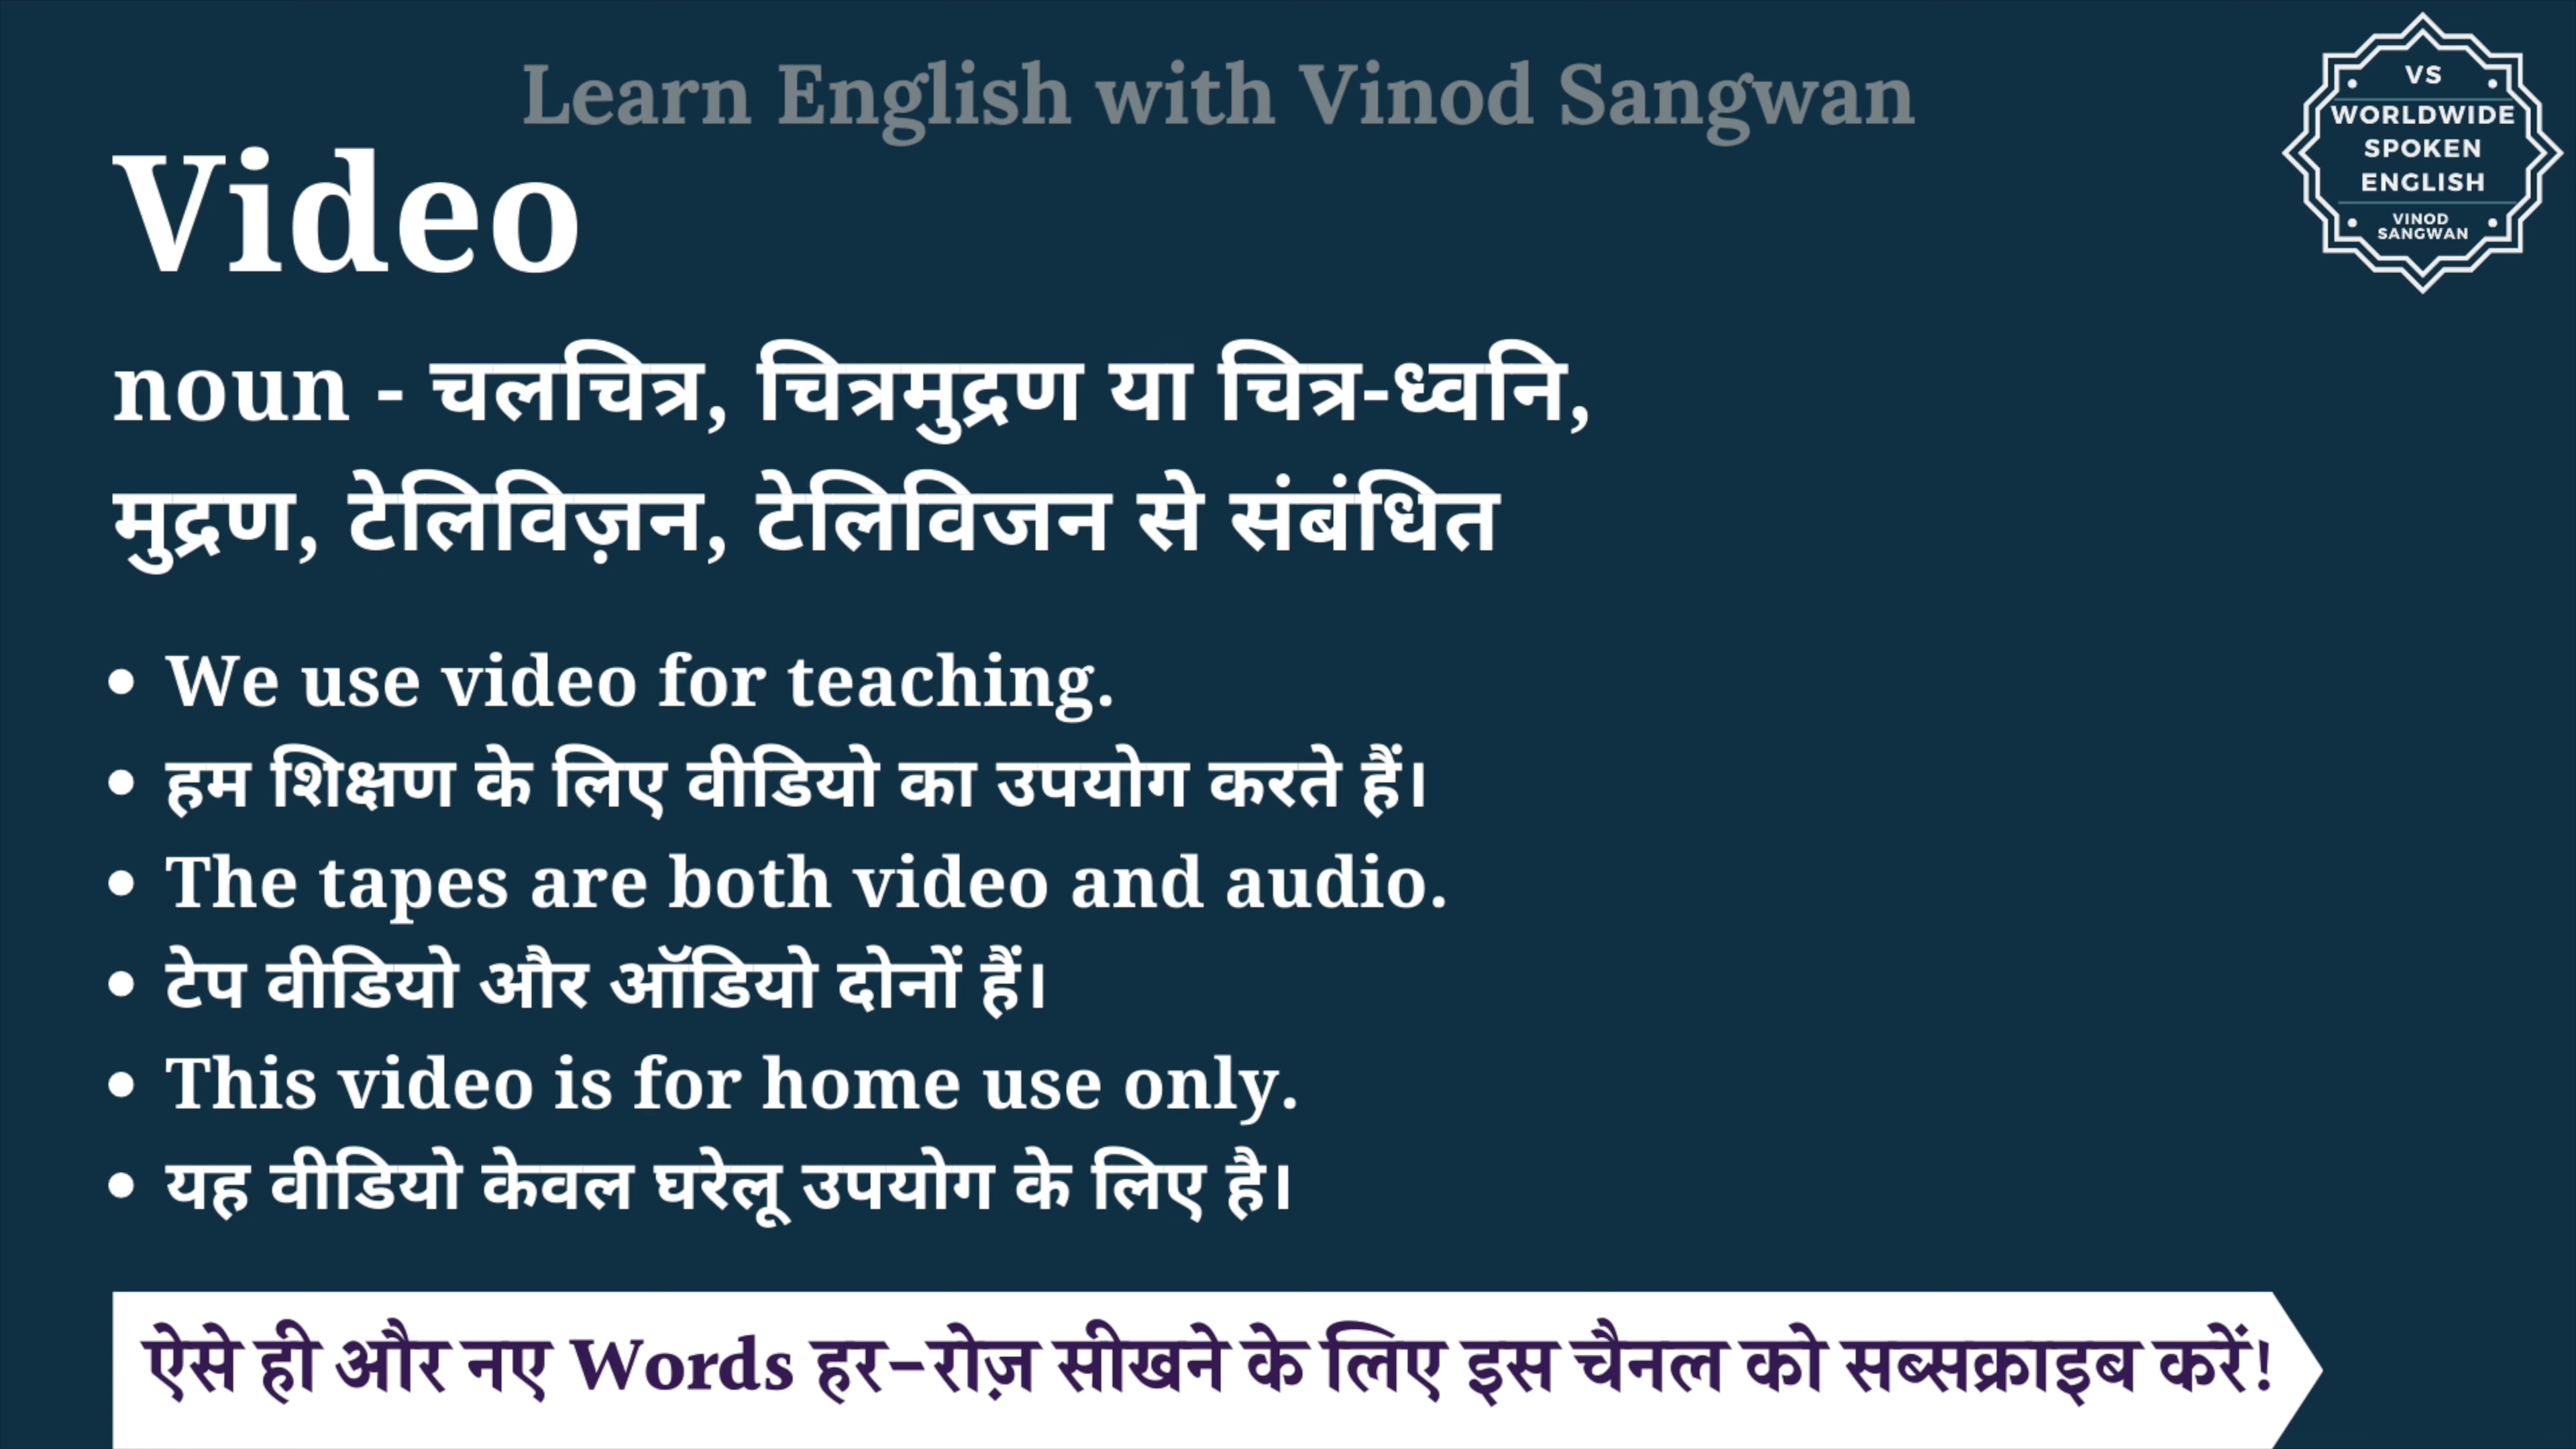 Learn English with Vinod Sangwan
VS
WORLDWIDE
SPOKEN
ENGLISH
VINOD
SANGWAN
Video
noun - चलचित्र, चित्रमुद्रण या चित्र-ध्वनि,
मुद्रण, टेलिविज़न, टेलिविजन से संबंधित
• We use video for teaching.
• हम शिक्षण के लिए वीडियो का उपयोग करते हैं।
• The tapes are both video and audio.
• टेप वीडियो और ऑडियो दोनों हैं।
• This video is for home use only.
• यह वीडियो केवल घरेलू उपयोग के लिए है।
ऐसे ही और नए Words हर-रोज़ सीखने के लिए इस चैनल को सब्सक्राइब करें!